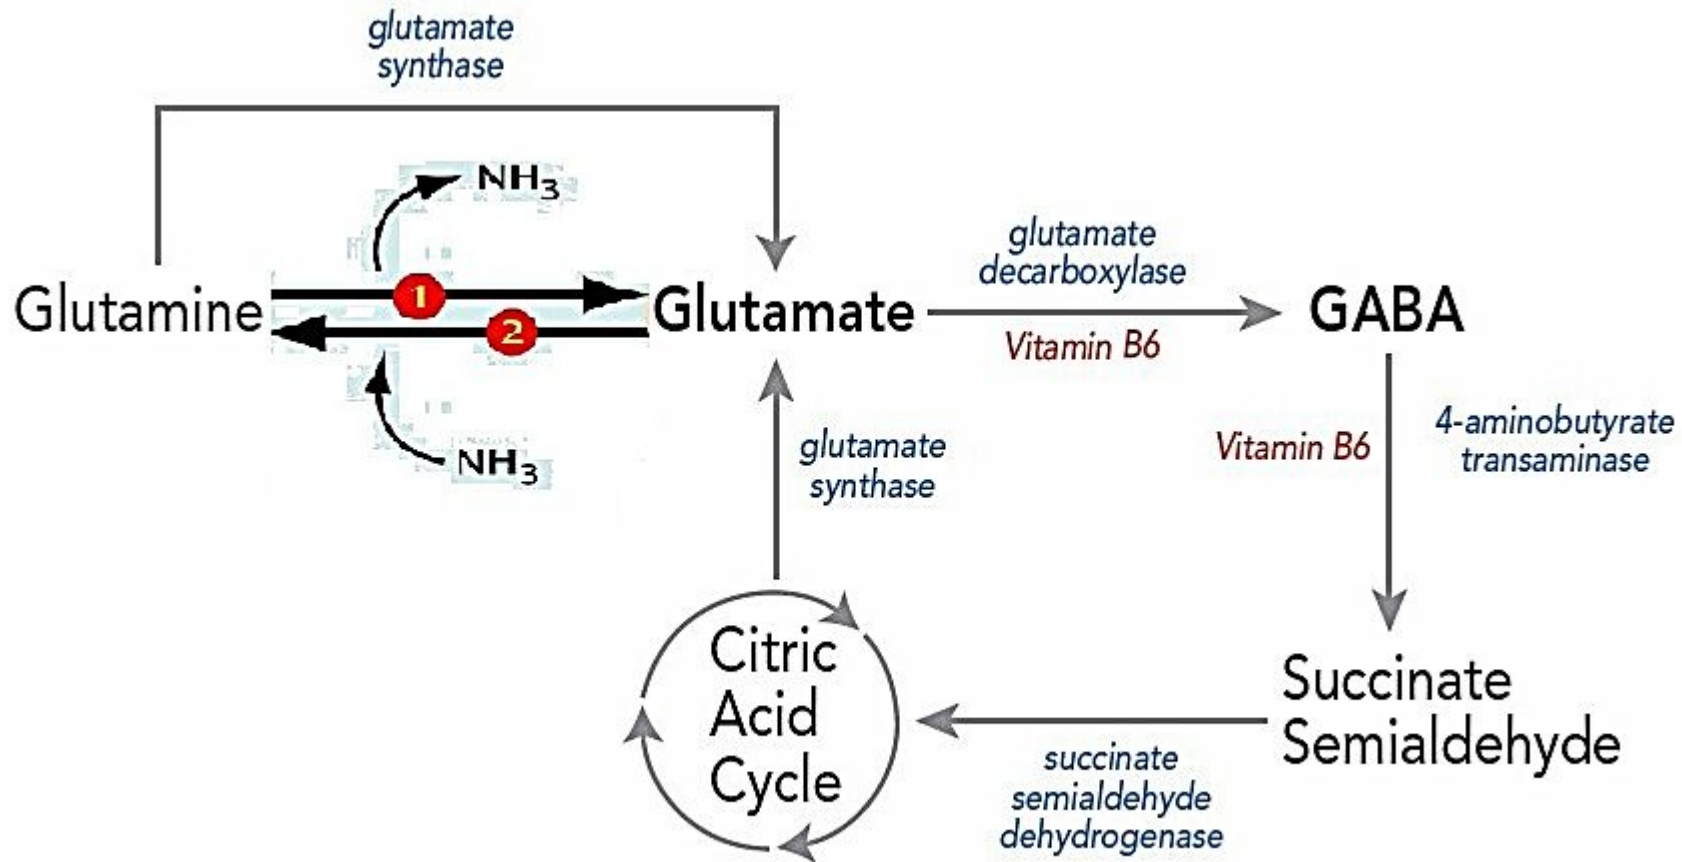 glutamate
synthase
NH3
Glutamine
1
2
Glutamate
NH3
glutamate
decarboxylase
Vitamin B6
GABA
glutamate
synthase
Vitamin B6
4-aminobutyrate
transaminase
Citric
Acid
Cycle
Succinate
Semialdehyde
succinate
semialdehyde
dehydrogenase